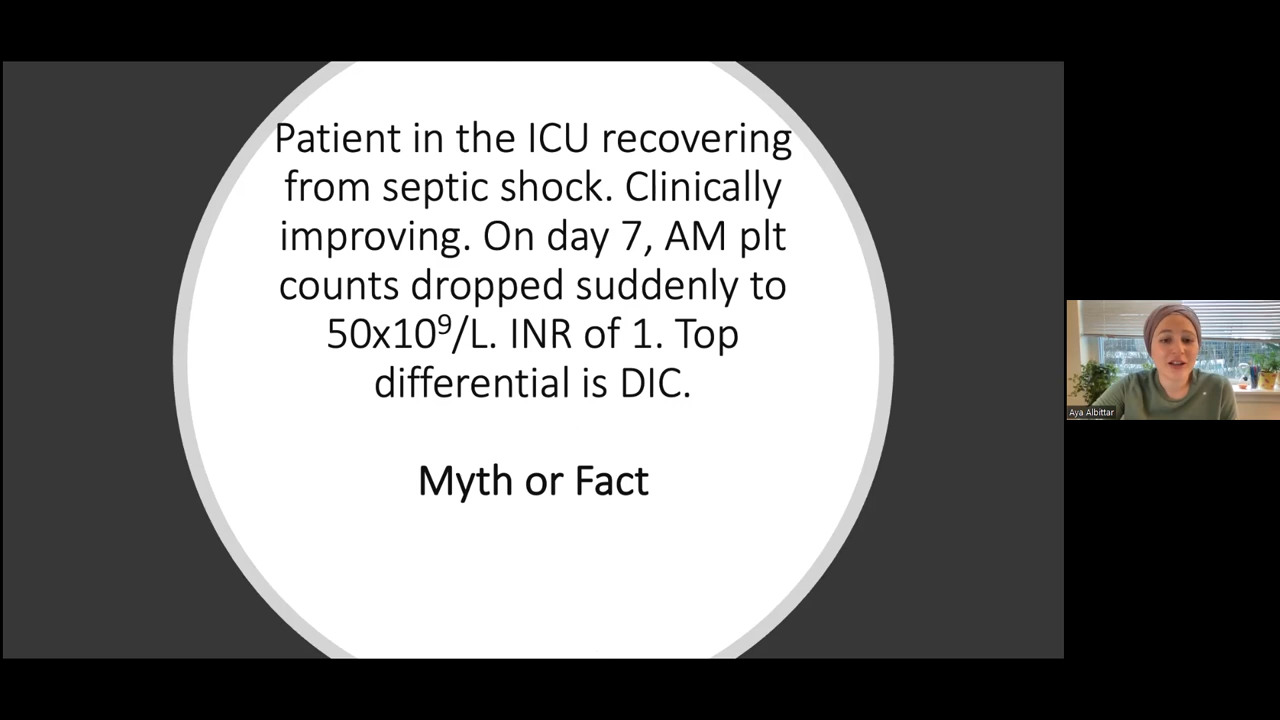 Patient in the ICU recovering
from septic shock. Clinically
improving. On day 7, AM plt
counts dropped suddenly to
50x10⁹/L. INR of 1. Top
differential is DIC.
Myth or Fact
Aya Albittar